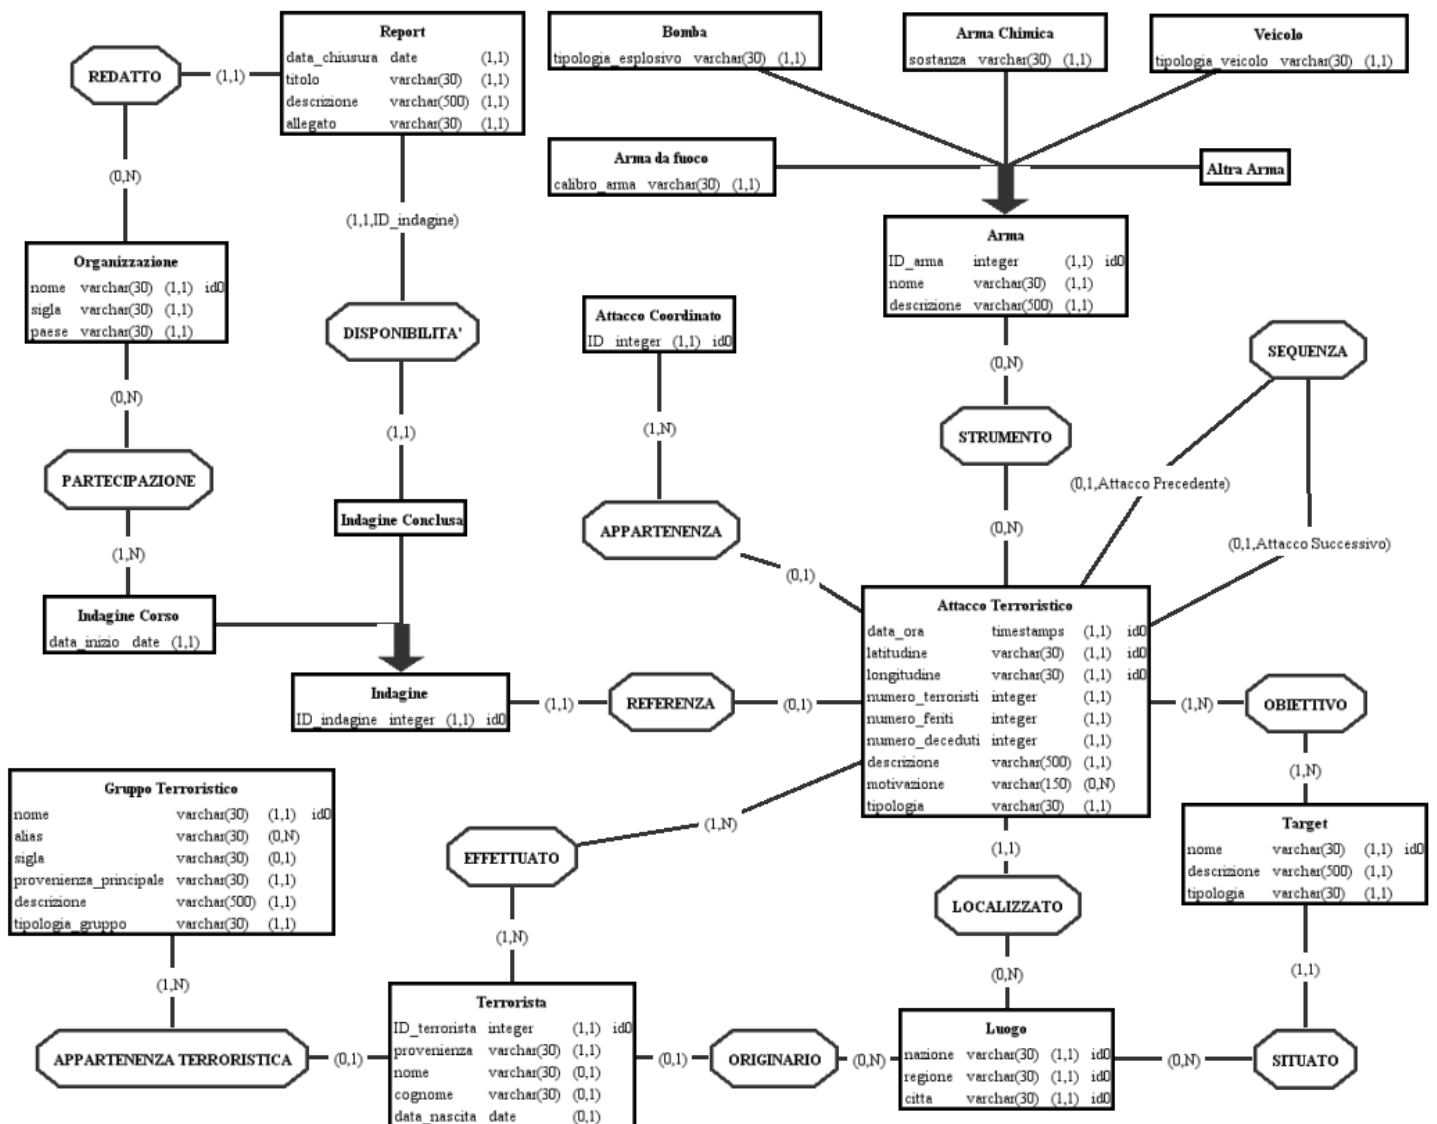 Report
data_chiusura date (1,1)
titolo varchar(30) (1,1)
descrizione varchar(500) (1,1)
allegato varchar(30) (1,1)
REDATTO
(1,1)
(0,N)
Organizzazione
nome varchar(30) (1,1) id0
sigla varchar(30) (1,1)
paese varchar(30) (1,1)
(0,N)
PARTECIPAZIONE
(1,N)
Indagine Corso
data_inizio date (1,1)
(1,1,ID_indagine)
DISPONIBILITA'
(1,1)
Indagine Conclusa
Indagine
ID_indagine integer (1,1) id0
(1,1)
REFERENZA
(0,1)
Bomba
tipologia_esplosivo varchar(30) (1,1)
Arma Chimica
sostanza varchar(30) (1,1)
Veicolo
tipologia_veicolo varchar(30) (1,1)
Arma da fuoco
calibro_arma varchar(30) (1,1)
Altra Arma
Arma
ID_arma integer (1,1) id0
nome varchar(30) (1,1)
descrizione varchar(500) (1,1)
(0,N)
STRUMENTO
(0,N)
Attacco Coordinato
ID integer (1,1) id0
(1,N)
APPARTENENZA
(0,1)
SEQUENZA
(0,1,Attacco Precedente)
(0,1,Attacco Successivo)
Attacco Terroristico
data_ora timestamps (1,1) id0
latitudine varchar(30) (1,1) id0
longitudine varchar(30) (1,1) id0
numero_terroristi integer (1,1)
numero_feriti integer (1,1)
numero_deceduti integer (1,1)
descrizione varchar(500) (1,1)
motivazione varchar(150) (0,N)
tipologia varchar(30) (1,1)
(1,N)
OBIETTIVO
(1,N)
Target
nome varchar(30) (1,1) id0
descrizione varchar(500) (1,1)
tipologia varchar(30) (1,1)
(1,1)
SITUATO
(0,N)
(1,1)
LOCALIZZATO
(0,N)
Luogo
nazione varchar(30) (1,1) id0
regione varchar(30) (1,1) id0
citta varchar(30) (1,1) id0
(1,N)
EFFETTUATO
(1,N)
Gruppo Terroristico
nome varchar(30) (1,1) id0
alias varchar(30) (0,N)
sigla varchar(30) (0,1)
provenienza_principale varchar(30) (1,1)
descrizione varchar(500) (1,1)
tipologia_gruppo varchar(30) (1,1)
(1,N)
APPARTENENZA TERRORISTICA
(0,1)
Terrorista
ID_terrorista integer (1,1) id0
provenienza varchar(30) (1,1)
nome varchar(30) (0,1)
cognome varchar(30) (0,1)
data_nascita date (0,1)
(0,1)
ORIGINARIO
(0,N)